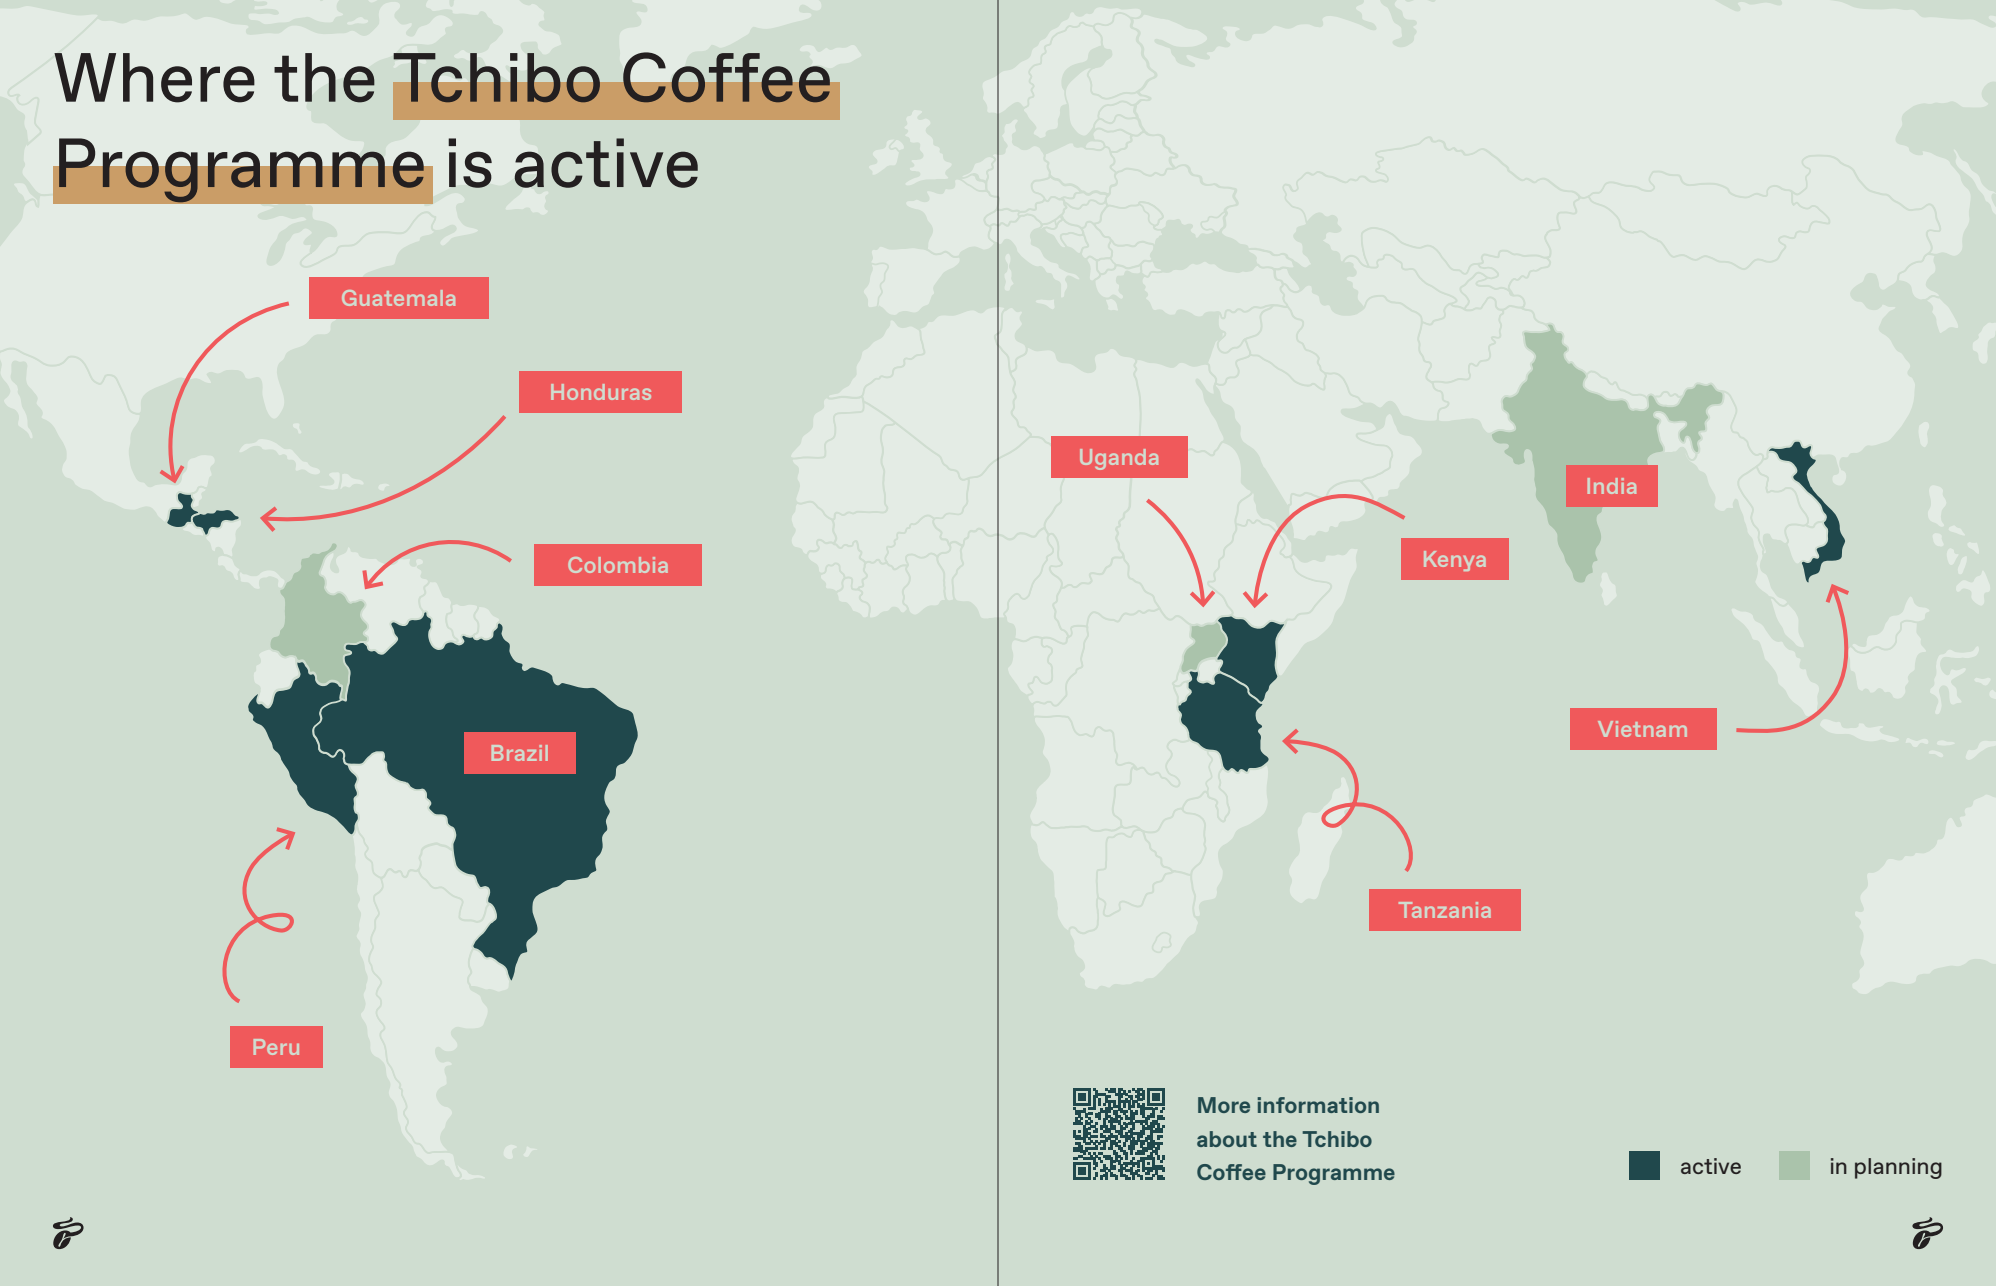 Where the Tchibo Coffee
Programme is active
Guatemala
Honduras
Colombia
Brazil
Peru
Uganda
Kenya
India
Vietnam
Tanzania
More information
about the Tchibo
Coffee Programme
active
in planning